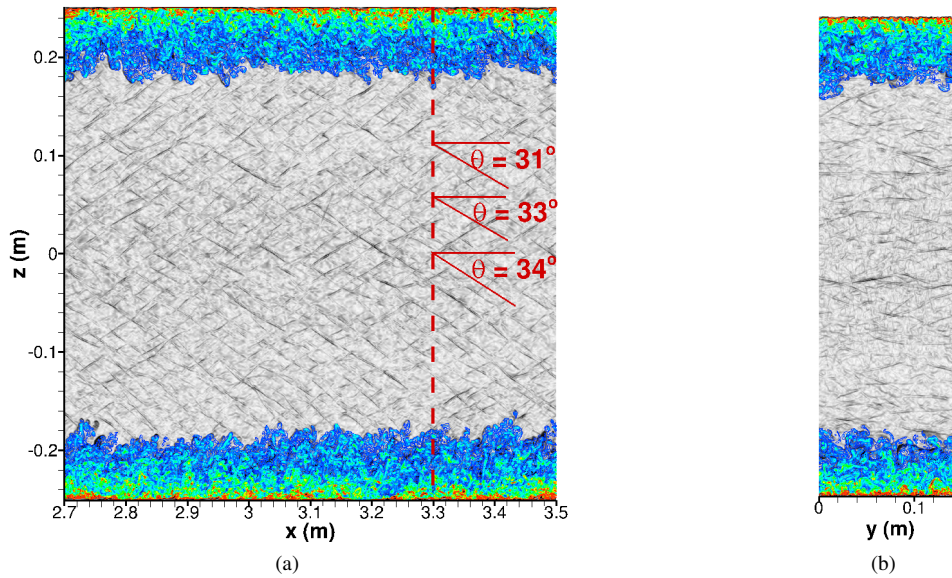 0.2
0.1
0
-0.1
-0.2
z (m)
θ = 31°
θ = 33°
θ = 34°
2.7 2.8 2.9 3 3.1 3.2 3.3 3.4 3.5
x (m)
(a)
0 0.1
y (m)
(b)